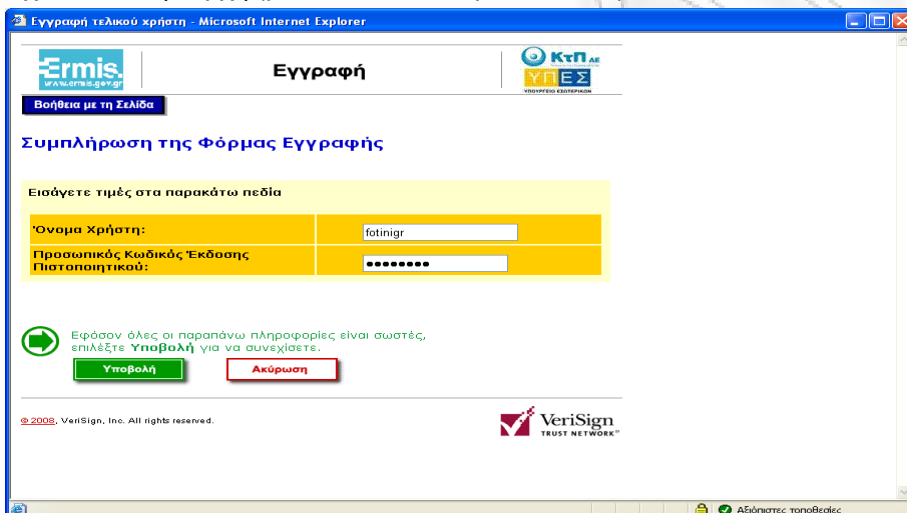 Εγγραφή τελικού χρήστη - Microsoft Internet Explorer
Ermis.
www.ermis.gov.gr
Εγγραφή
ΚτΠ ΑΕ
ΥΠΕΣ
ΥΠΟΥΡΓΕΙΟ ΕΣΩΤΕΡΙΚΩΝ
Βοήθεια με τη Σελίδα
Συμπλήρωση της Φόρμας Εγγραφής
Εισάγετε τιμές στα παρακάτω πεδία
Όνομα Χρήστη:
fotinigr
Προσωπικός Κωδικός Έκδοσης
Πιστοποιητικού:
●●●●●●●●
Εφόσον όλες οι παραπάνω πληροφορίες είναι σωστές,
επιλέξτε Υποβολή για να συνεχίσετε.
Υποβολή
Ακύρωση
© 2008, VeriSign, Inc. All rights reserved.
VeriSign
TRUST NETWORK™
Αξιόπιστες τοποθεσίες